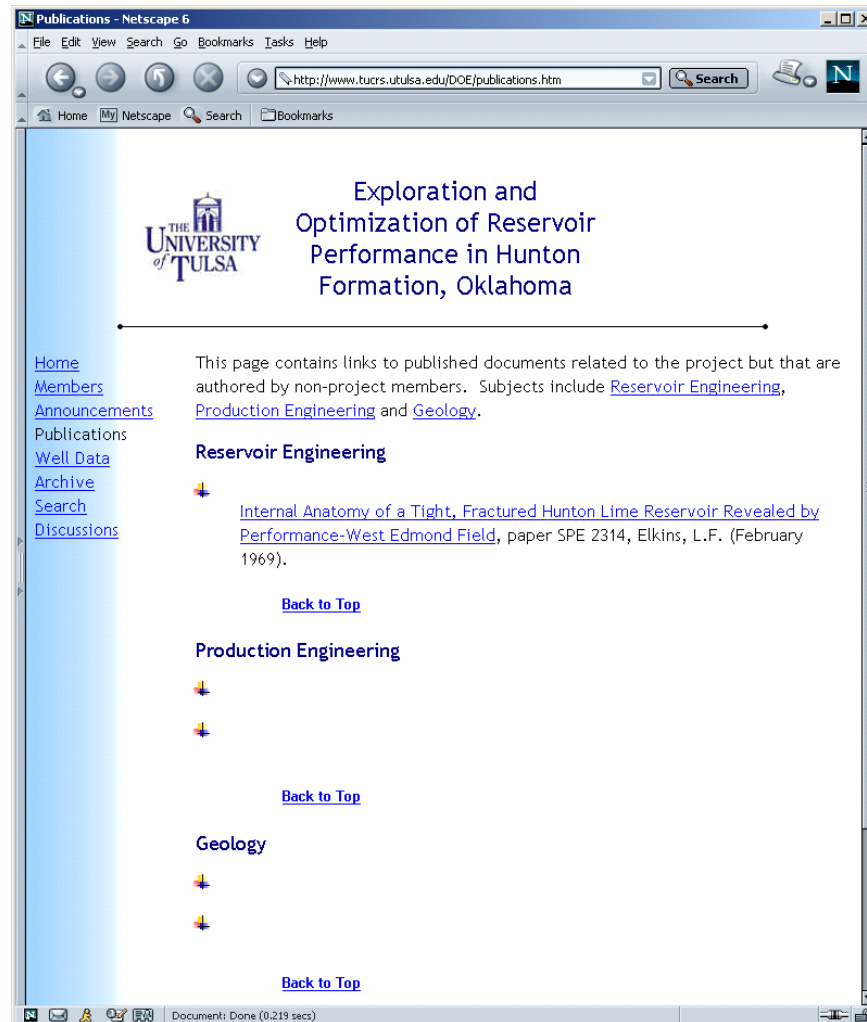 Publications - Netscape 6
File Edit View Search Go Bookmarks Tasks Help
http://www.tucrs.utulsa.edu/DOE/publications.htm Search N
Home My Netscape Search Bookmarks
THE
UNIVERSITY
of TULSA
Exploration and
Optimization of Reservoir
Performance in Hunton
Formation, Oklahoma
Home
Members
Announcements
Publications
Well Data
Archive
Search
Discussions
This page contains links to published documents related to the project but that are
authored by non-project members. Subjects include Reservoir Engineering,
Production Engineering and Geology.
Reservoir Engineering
Internal Anatomy of a Tight, Fractured Hunton Lime Reservoir Revealed by
Performance-West Edmond Field, paper SPE 2314, Elkins, L.F. (February
1969).
Back to Top
Production Engineering
Back to Top
Geology
Back to Top
Document: Done (0.219 secs)